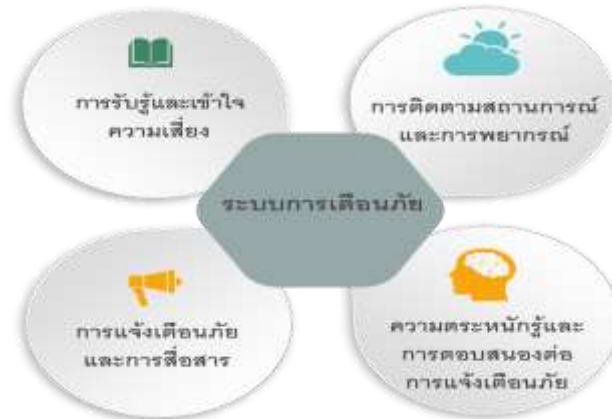 การรับรู้และเข้าใจ
ความเสี่ยง
การติดตามสถานการณ์
และการพยากรณ์
ระบบการเตือนภัย
การแจ้งเตือนภัย
และการสื่อสาร
ความตระหนักรู้และ
การตอบสนองต่อ
การแจ้งเตือนภัย